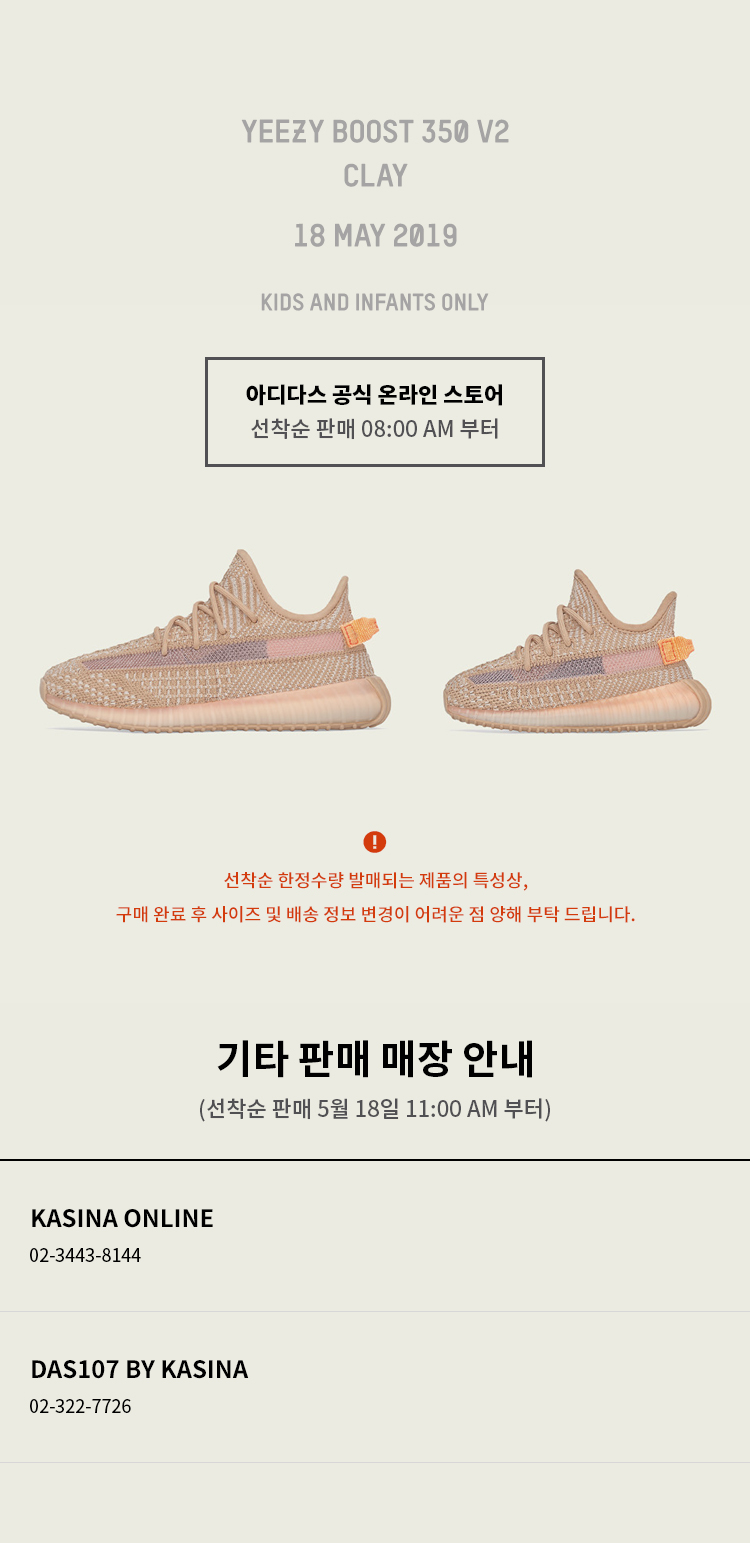 YEEZY BOOST 350 V2
CLAY
18 MAY 2019
KIDS AND INFANTS ONLY
아디다스 공식 온라인 스토어
선착순 판매 08:00 AM 부터
선착순 한정수량 발매되는 제품의 특성상,
구매 완료 후 사이즈 및 배송 정보 변경이 어려운 점 양해 부탁 드립니다.
기타 판매 매장 안내
(선착순 판매 5월 18일 11:00 AM 부터)
KASINA ONLINE
02-3443-8144
DAS107 BY KASINA
02-322-7726